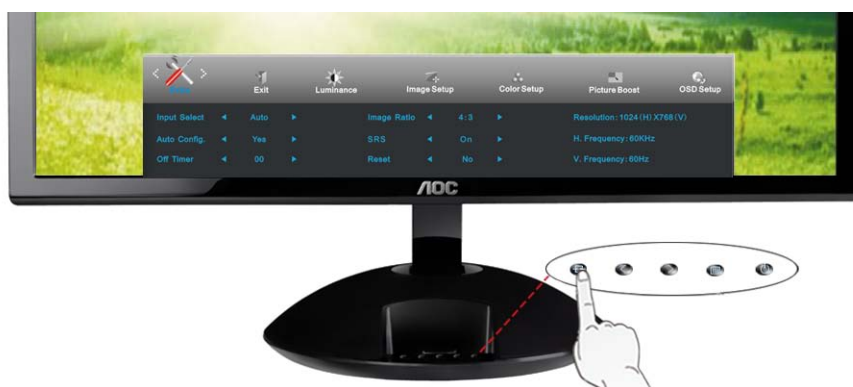 Extra
Exit
Luminance
Image Setup
Color Setup
Picture Boost
OSD Setup
Input Select ◄ Auto ► Image Ratio ◄ 4:3 ► Resolution:1024(H)X768(V)
Auto Config. ◄ Yes ► SRS ◄ On ► H. Frequency:60KHz
Off Timer ◄ 00 ► Reset ◄ No ► V. Frequency:60Hz
AOC